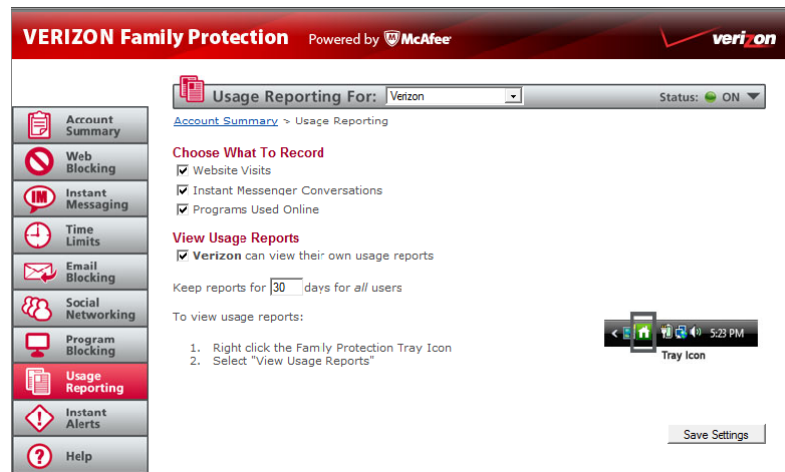 VERIZON Family Protection Powered by McAfee verizon
Usage Reporting For: Verizon Status: ON
Account Summary > Usage Reporting
Account
Summary
Web
Blocking
IM
Instant
Messaging
Time
Limits
Email
Blocking
Social
Networking
Program
Blocking
Usage
Reporting
Instant
Alerts
? Help
Choose What To Record
Website Visits
Instant Messenger Conversations
Programs Used Online
View Usage Reports
Verizon can view their own usage reports
Keep reports for 30 days for all users
To view usage reports:
1. Right click the Family Protection Tray Icon
2. Select "View Usage Reports"
5:23 PM
Tray Icon
Save Settings